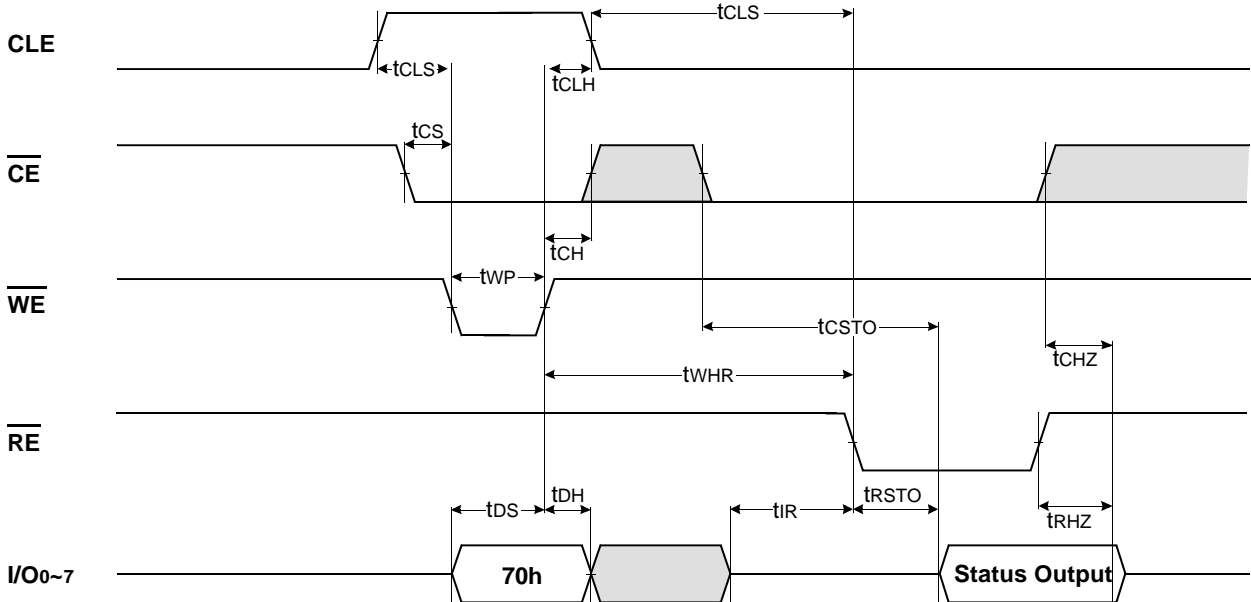 tCLS
CLE
tCLS
tCLH
tCS
CE
tCH
tWP
WE
tCSTO
tCHZ
tWHR
RE
tDH
tDS
tIR
tRSTO
tRHZ
I/O0~7
70h
Status Output